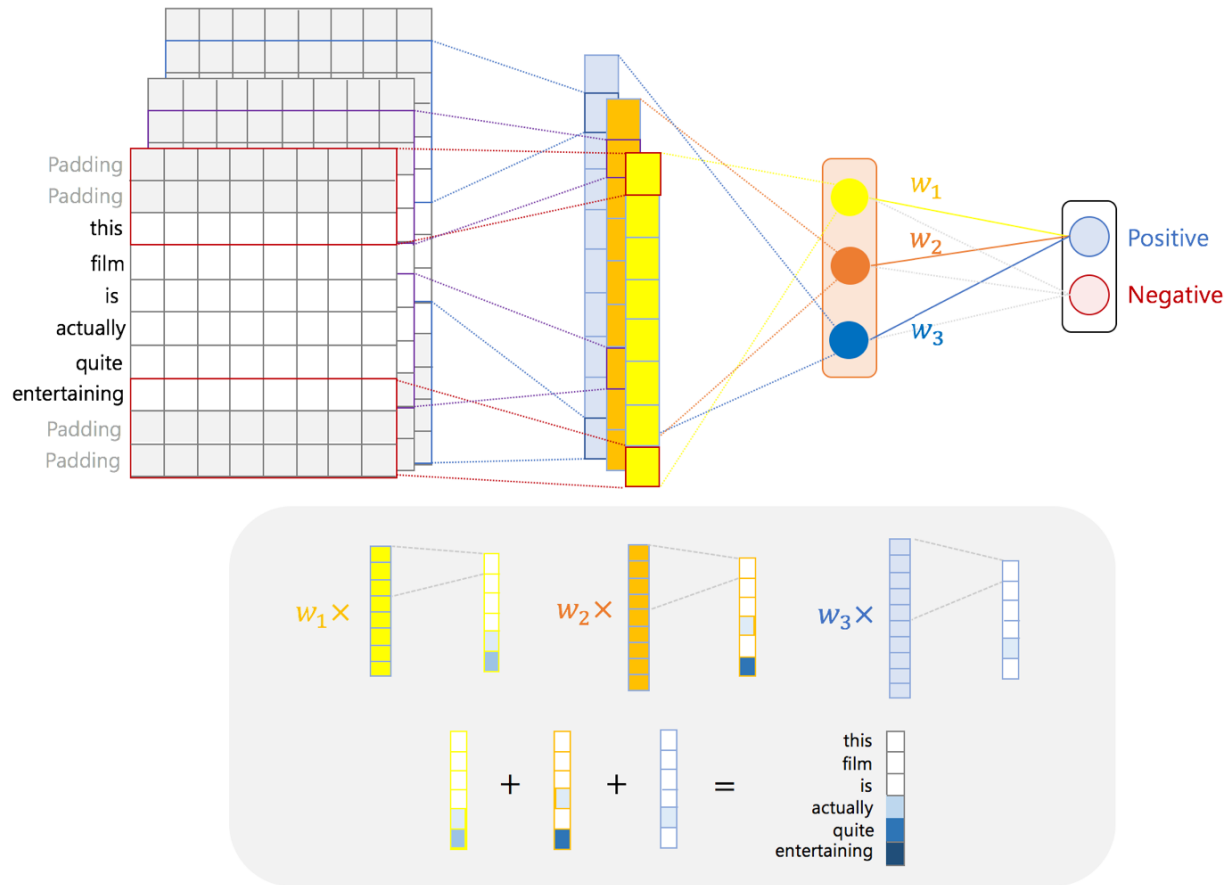 Padding
Padding
this
film
is
actually
quite
entertaining
Padding
Padding
w₁
w₂
w₃
Positive
Negative
w₁×
w₂×
w₃×
+ + =
this
film
is
actually
quite
entertaining